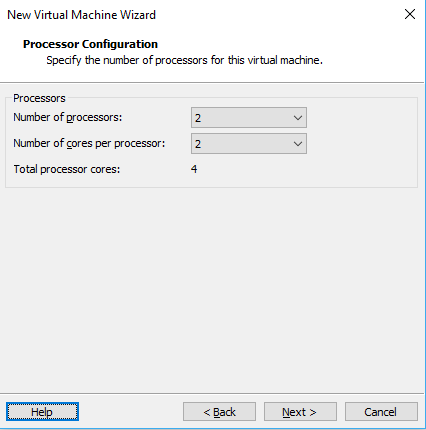 New Virtual Machine Wizard
Processor Configuration
Specify the number of processors for this virtual machine.
Processors
Number of processors: 2
Number of cores per processor: 2
Total processor cores: 4
Help < Back Next > Cancel